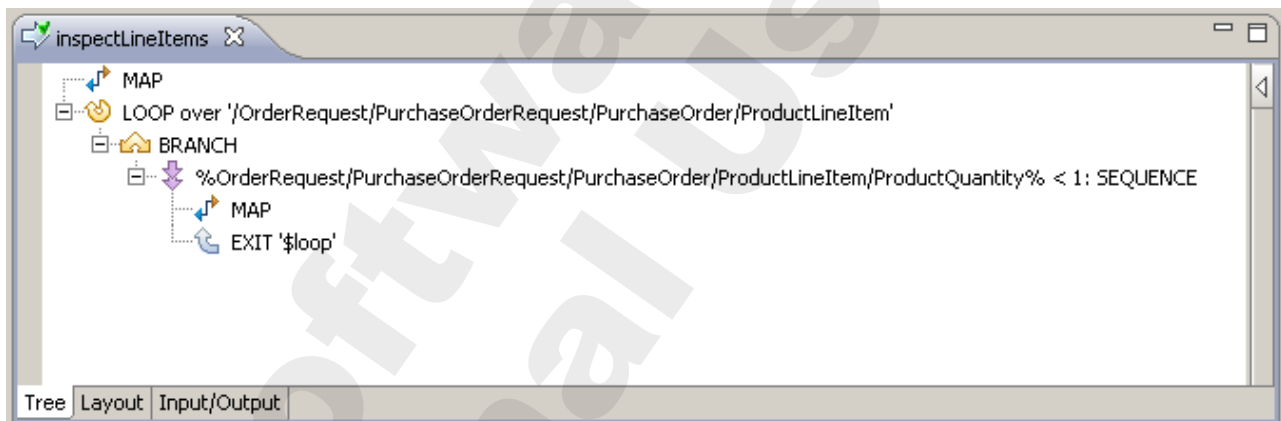 inspectLineItems
MAP
LOOP over '/OrderRequest/PurchaseOrderRequest/PurchaseOrder/ProductLineItem'
BRANCH
%OrderRequest/PurchaseOrderRequest/PurchaseOrder/ProductLineItem/ProductQuantity% < 1: SEQUENCE
MAP
EXIT '$loop'
Tree Layout Input/Output